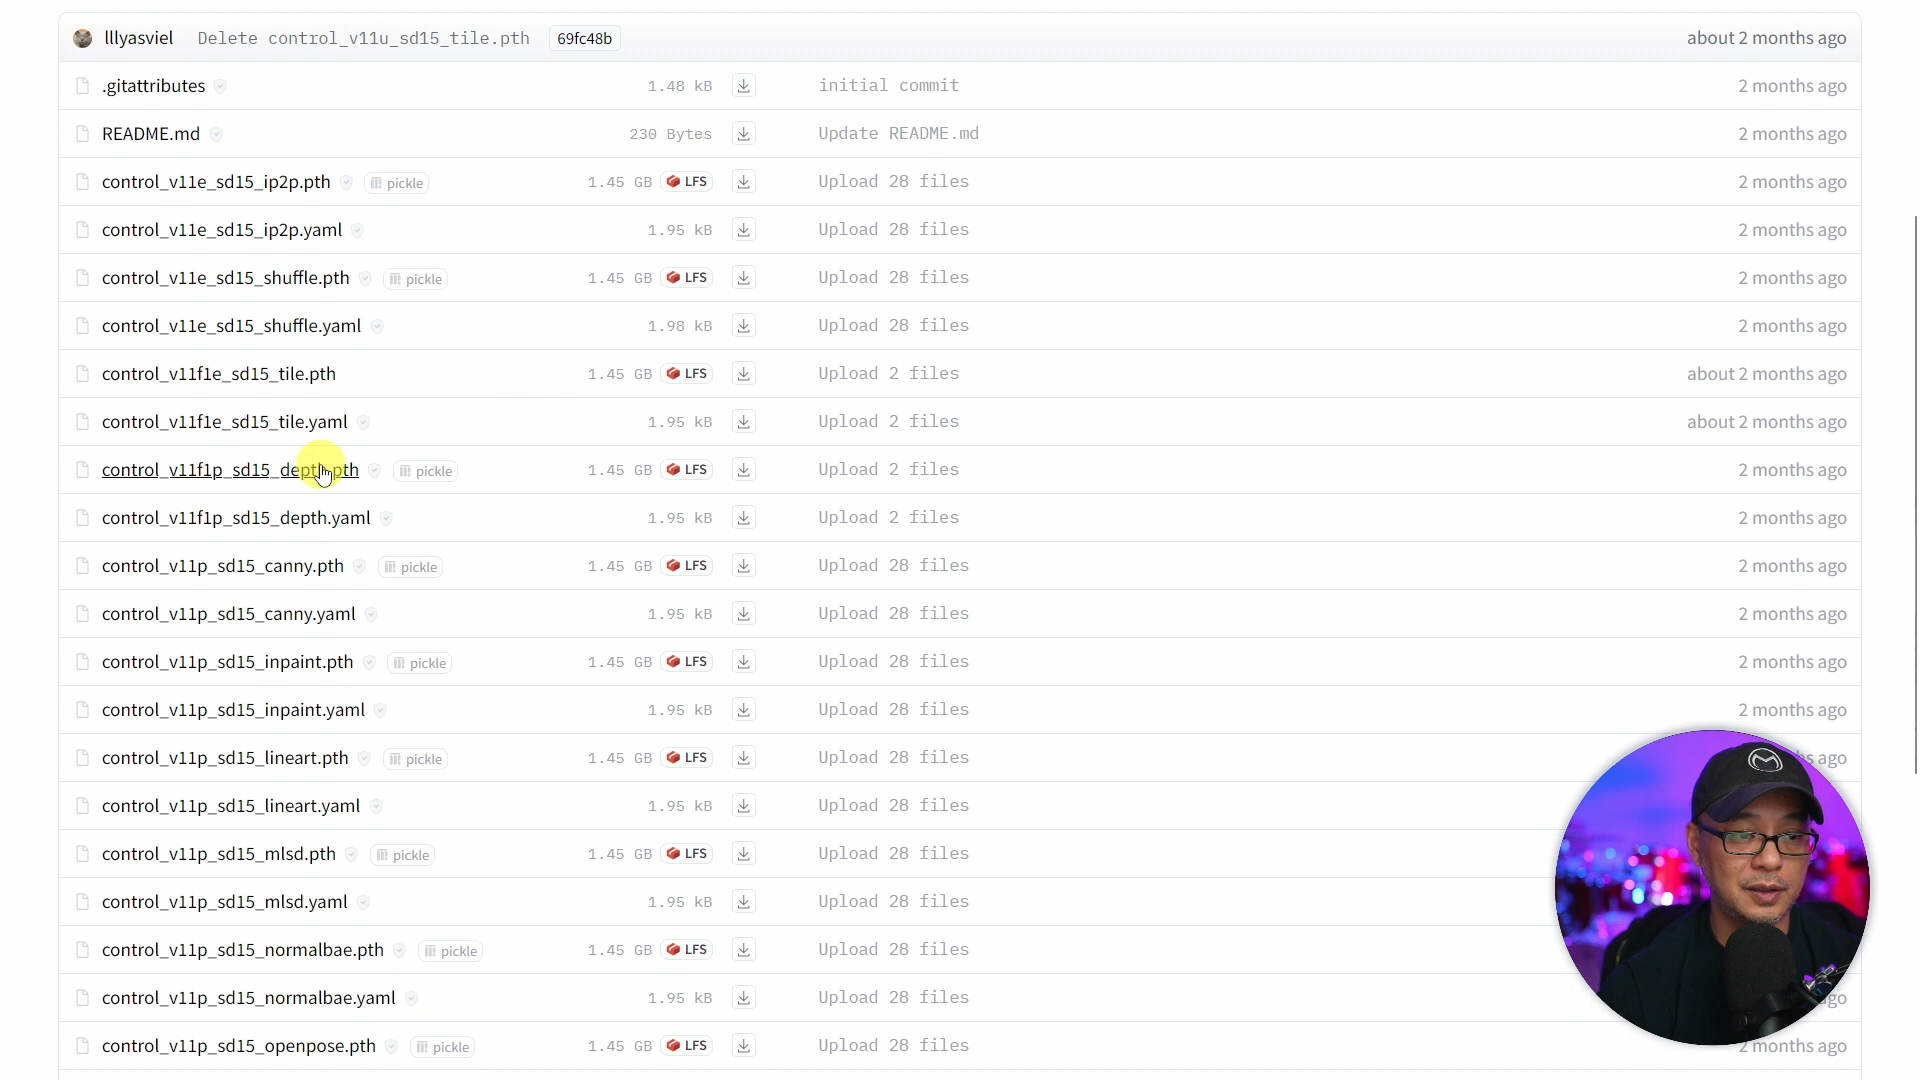 lllyasviel Delete control_v11u_sd15_tile.pth 69fc48b about 2 months ago
.gitattributes 1.48 kB initial commit 2 months ago
README.md 230 Bytes Update README.md 2 months ago
control_v11e_sd15_ip2p.pth pickle 1.45 GB LFS Upload 28 files 2 months ago
control_v11e_sd15_ip2p.yaml 1.95 kB Upload 28 files 2 months ago
control_v11e_sd15_shuffle.pth pickle 1.45 GB LFS Upload 28 files 2 months ago
control_v11e_sd15_shuffle.yaml 1.98 kB Upload 28 files 2 months ago
control_v11f1e_sd15_tile.pth 1.45 GB LFS Upload 2 files about 2 months ago
control_v11f1e_sd15_tile.yaml 1.95 kB Upload 2 files about 2 months ago
control_v11f1p_sd15_depth.pth pickle 1.45 GB LFS Upload 2 files 2 months ago
control_v11f1p_sd15_depth.yaml 1.95 kB Upload 2 files 2 months ago
control_v11p_sd15_canny.pth pickle 1.45 GB LFS Upload 28 files 2 months ago
control_v11p_sd15_canny.yaml 1.95 kB Upload 28 files 2 months ago
control_v11p_sd15_inpaint.pth pickle 1.45 GB LFS Upload 28 files 2 months ago
control_v11p_sd15_inpaint.yaml 1.95 kB Upload 28 files 2 months ago
control_v11p_sd15_lineart.pth pickle 1.45 GB LFS Upload 28 files ago
control_v11p_sd15_lineart.yaml 1.95 kB Upload 28 files
control_v11p_sd15_mlsd.pth pickle 1.45 GB LFS Upload 28 files
control_v11p_sd15_mlsd.yaml 1.95 kB Upload 28 files
control_v11p_sd15_normalbae.pth pickle 1.45 GB LFS Upload 28 files
control_v11p_sd15_normalbae.yaml 1.95 kB Upload 28 files
control_v11p_sd15_openpose.pth pickle 1.45 GB LFS Upload 28 files 2 months ago